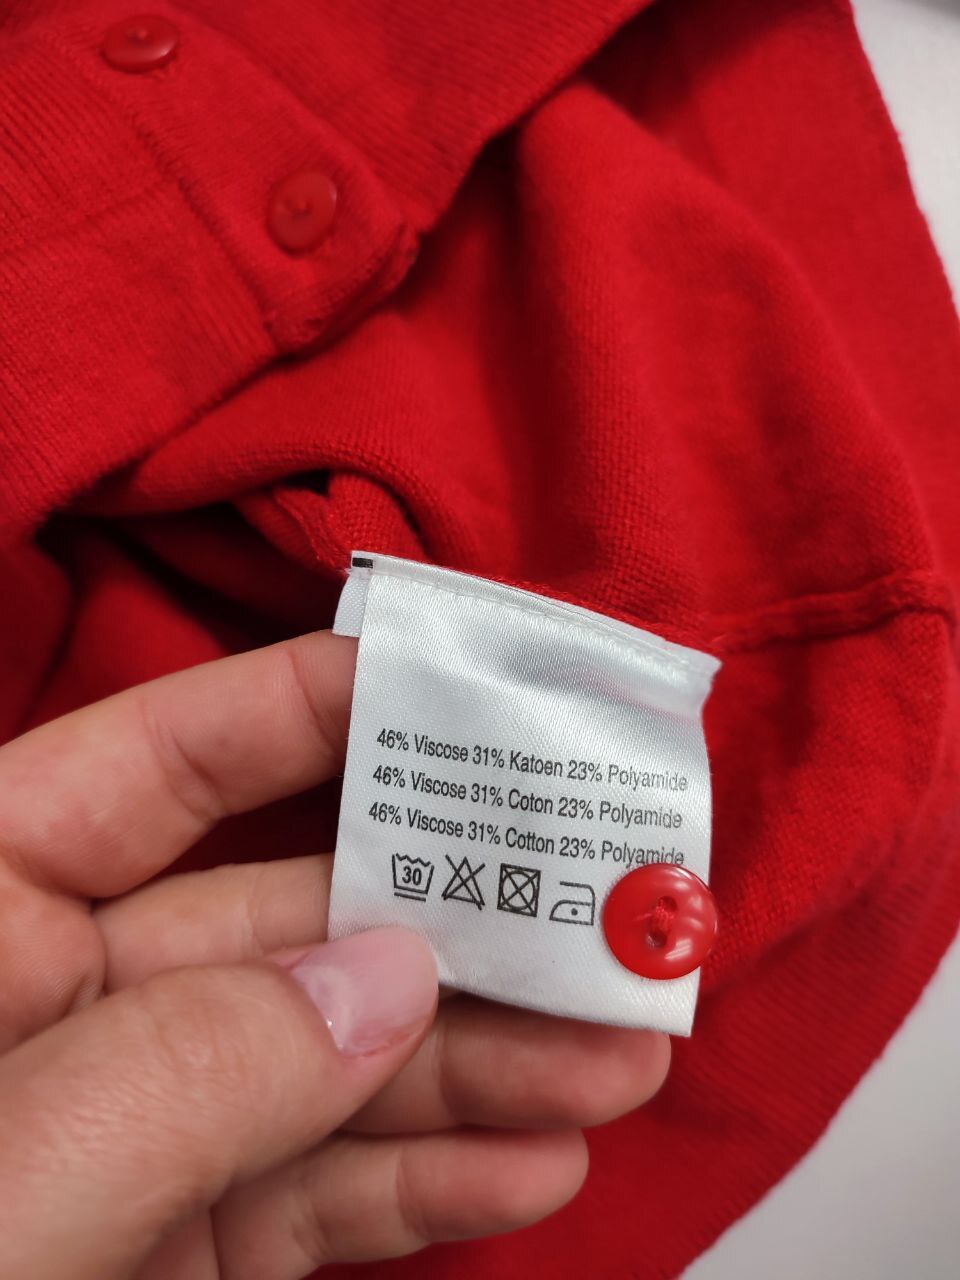 46% Viscose 31% Katoen 23% Polyamide
46% Viscose 31% Coton 23% Polyamide
46% Viscose 31% Cotton 23% Polyamide
30